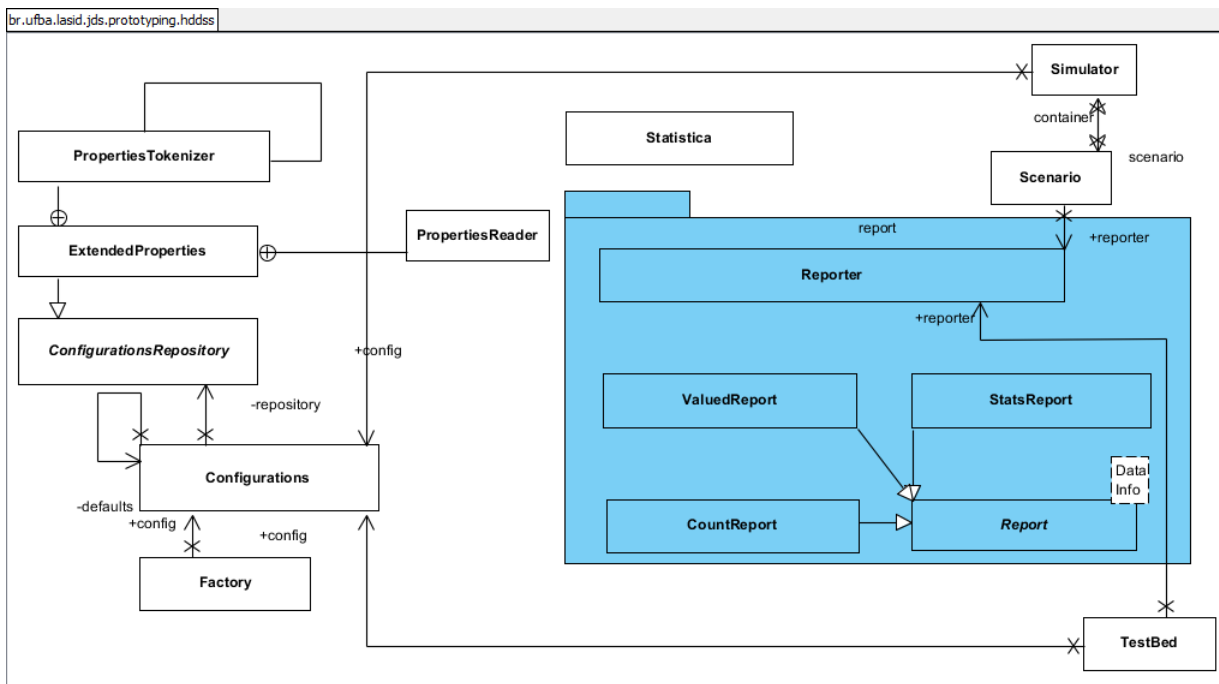 br.ufba.lasid.jds.prototyping.hddss
Simulator
container
scenario
Statistica
PropertiesTokenizer
Scenario
PropertiesReader
report
+reporter
ExtendedProperties
Reporter
+reporter
ConfigurationsRepository
+config
-repository
ValuedReport
StatsReport
Configurations
Data
Info
-defaults
+config
+config
CountReport
Report
Factory
TestBed